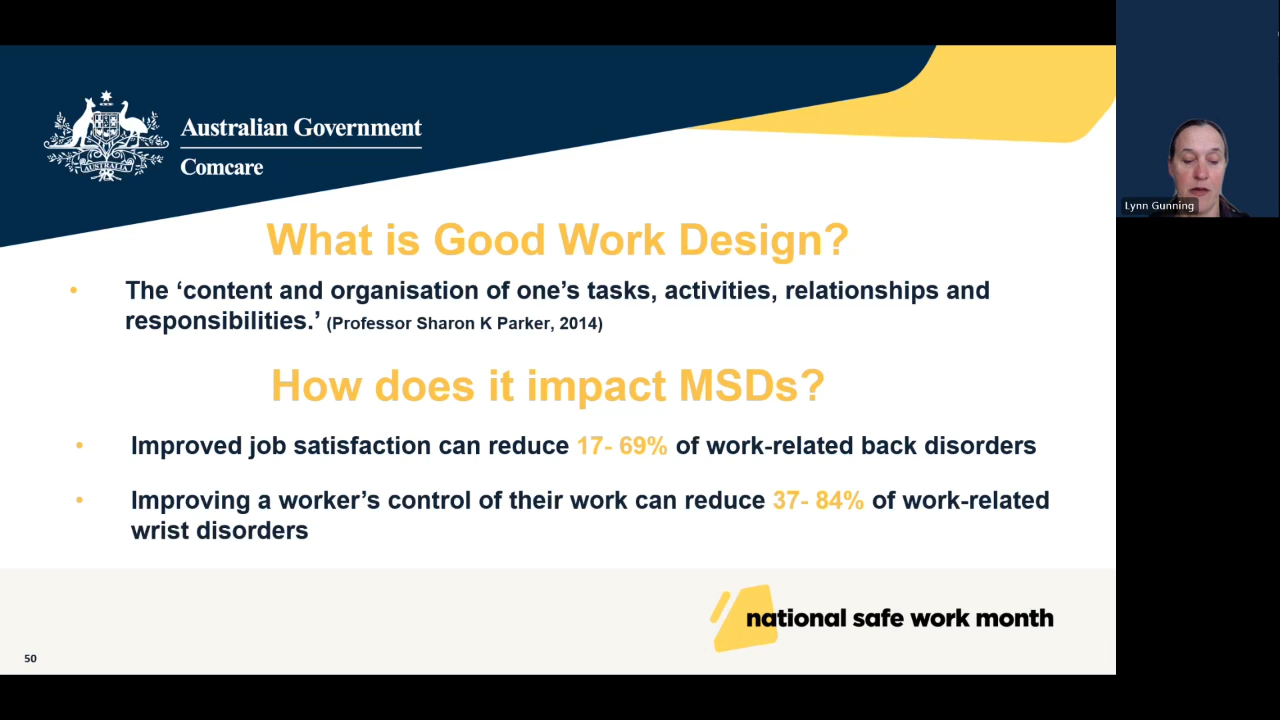 Australian Government
Comcare
AUSTRALIA
What is Good Work Design?
• The ‘content and organisation of one’s tasks, activities, relationships and
responsibilities.’ (Professor Sharon K Parker, 2014)
How does it impact MSDs?
• Improved job satisfaction can reduce 17- 69% of work-related back disorders
• Improving a worker’s control of their work can reduce 37- 84% of work-related
wrist disorders
national safe work month
50
Lynn Gunning